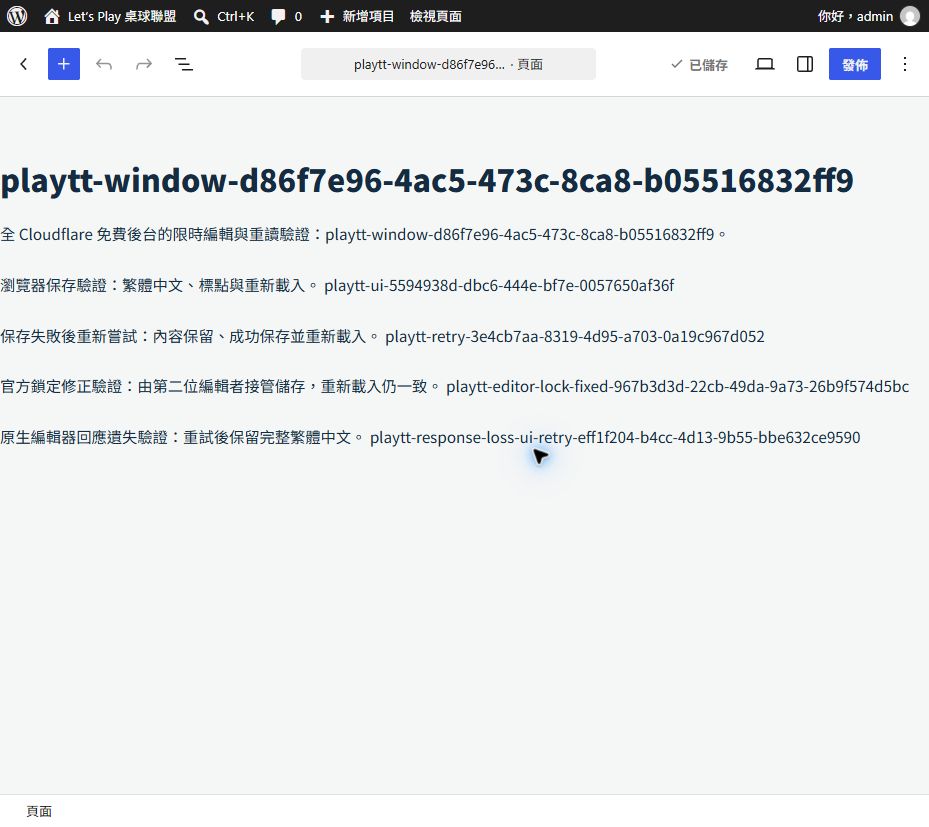 Let's Play 桌球聯盟 Ctrl+K 0 新增項目 檢視頁面 你好，admin
playtt-window-d86f7e96... · 頁面 已儲存 發佈
playtt-window-d86f7e96-4ac5-473c-8ca8-b05516832ff9
全 Cloudflare 免費後台的限時編輯與重讀驗證：playtt-window-d86f7e96-4ac5-473c-8ca8-b05516832ff9。
瀏覽器保存驗證：繁體中文、標點與重新載入。 playtt-ui-5594938d-dbc6-444e-bf7e-0057650af36f
保存失敗後重新嘗試：內容保留、成功保存並重新載入。 playtt-retry-3e4cb7aa-8319-4d95-a703-0a19c967d052
官方鎖定修正驗證：由第二位編輯者接管儲存，重新載入仍一致。 playtt-editor-lock-fixed-967b3d3d-22cb-49da-9a73-26b9f574d5bc
原生編輯器回應遺失驗證：重試後保留完整繁體中文。 playtt-response-loss-ui-retry-eff1f204-b4cc-4d13-9b55-bbe632ce9590
頁面